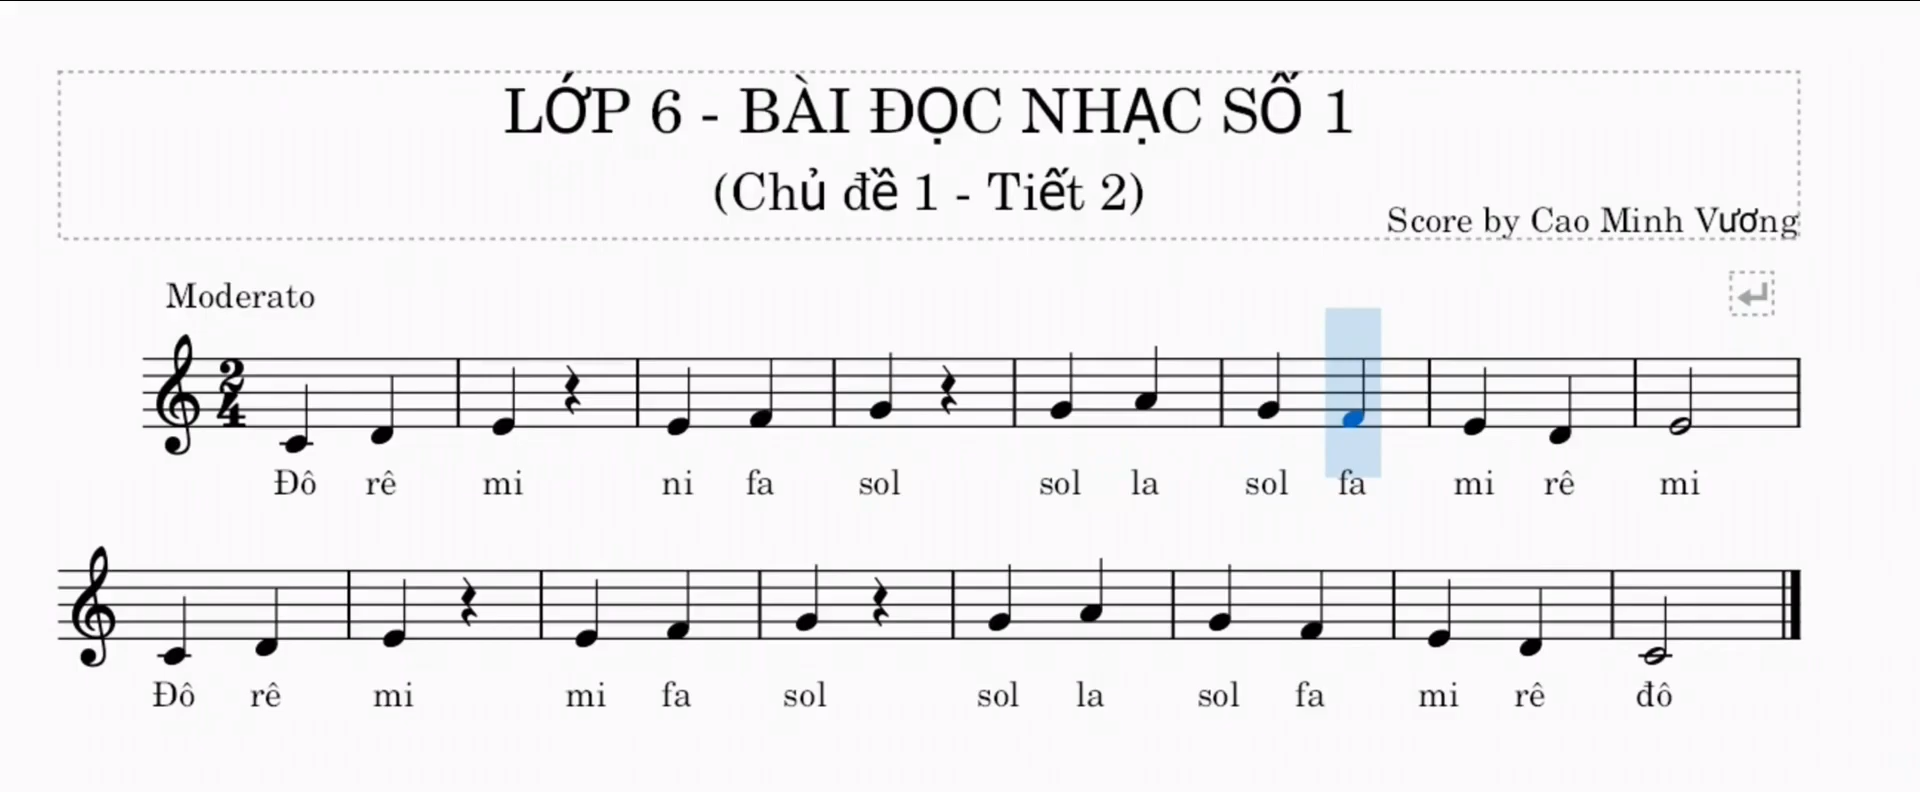 LỚP 6 - BÀI ĐỌC NHẠC SỐ 1
(Chủ đề 1 - Tiết 2)
Score by Cao Minh Vương
Moderato
2
4
Đô rê mi ni fa sol sol la sol fa mi rê mi
Đô rê mi mi fa sol sol la sol fa mi rê đô